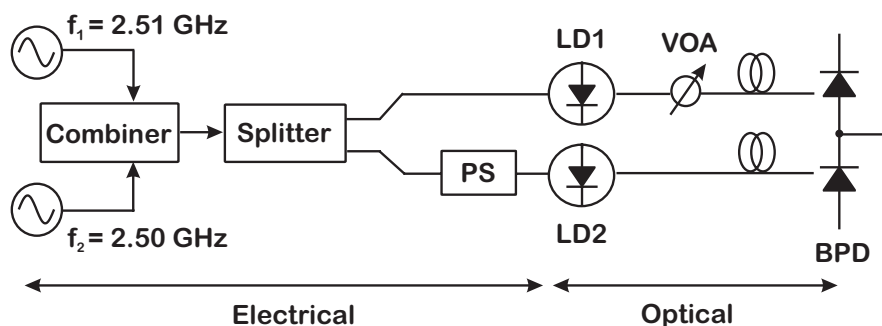 f₁ = 2.51 GHz
LD1
VOA
Combiner
Splitter
PS
f₂ = 2.50 GHz
LD2
BPD
Electrical
Optical